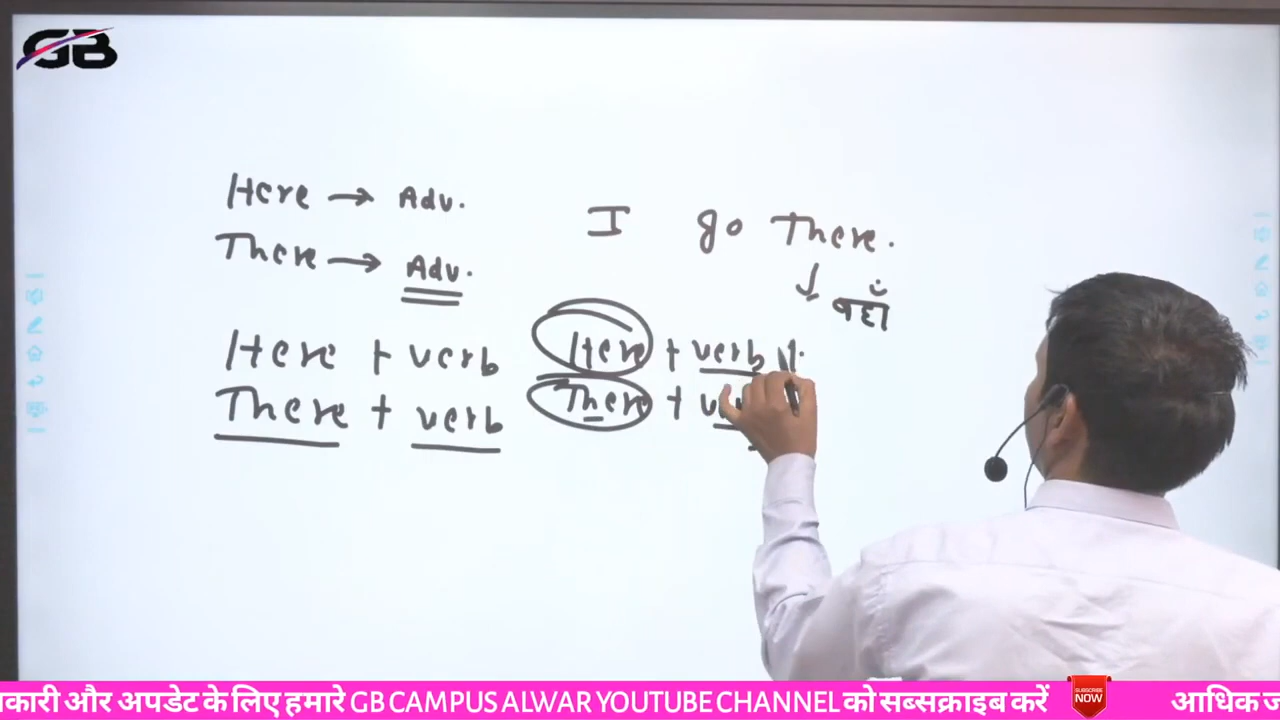 GB
Here → Adv.
There → Adv.
I go There.
↓ वहाँ
Here + verb
There + verb
Here + verb +
There + 
कारी और अपडेट के लिए हमारे GB CAMPUS ALWAR YOUTUBE CHANNEL को सब्सक्राइब करें
SUBSCRIBE NOW
आधिक